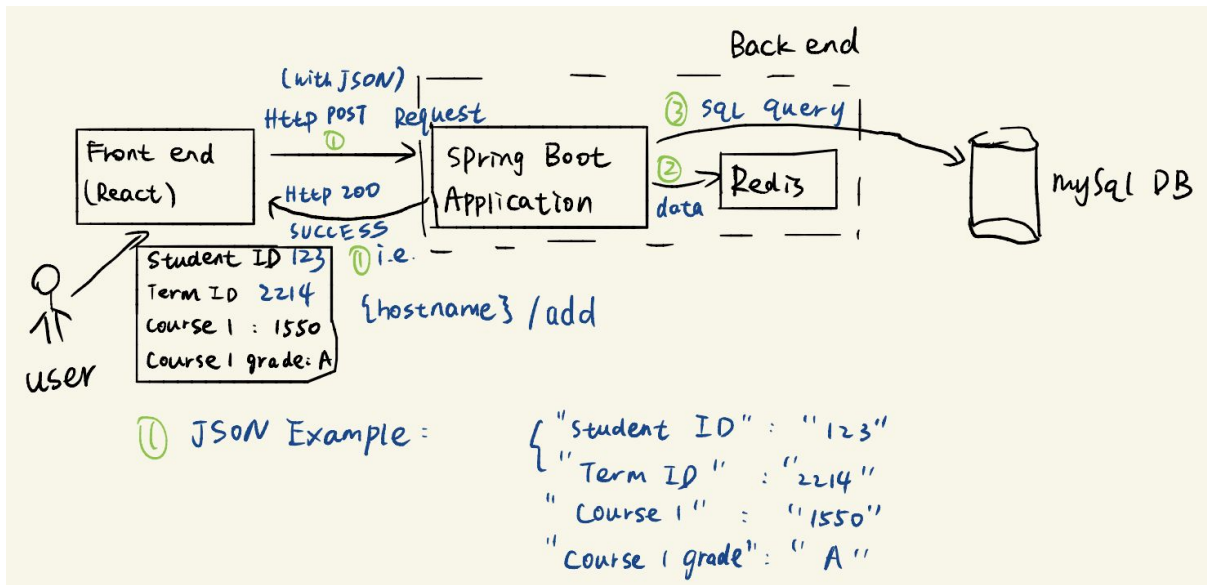 Back end
(with JSON)
Http POST Request
①
③ sql query
Front end
(React)
Spring Boot
Application
②
data
Redis
mySql DB
Http 200
SUCCESS
① i.e.
{hostname} / add
Student ID 123
Term ID 2214
Course 1 : 1550
Course 1 grade: A
user
① JSON Example :
{ "Student ID" : "123"
"Term ID" : "2214"
"Course 1" : "1550"
"Course 1 grade" : "A"